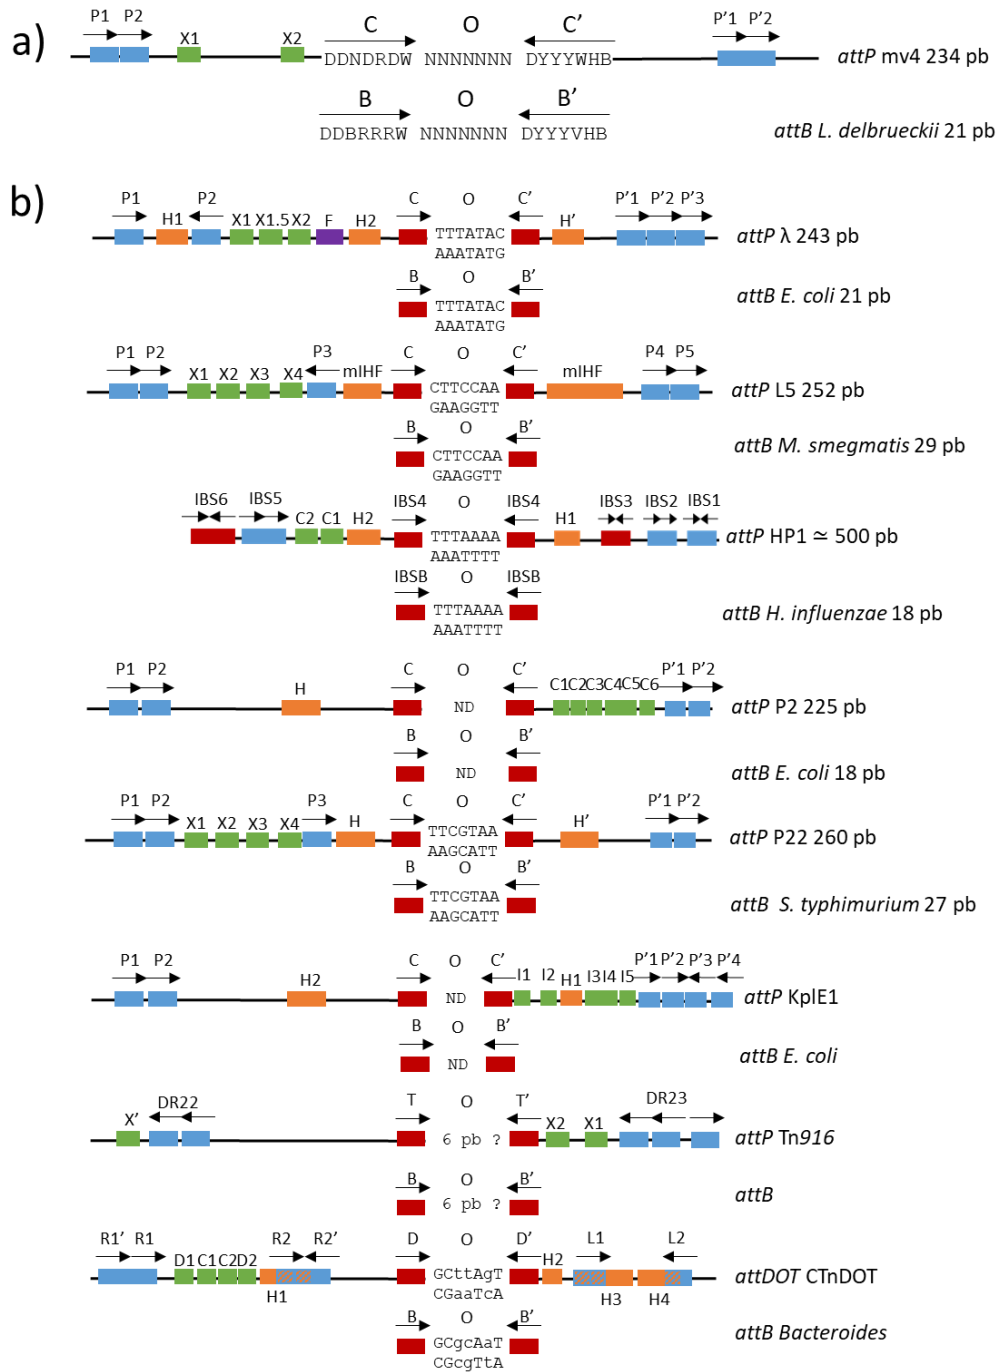 a)
P1 P2 X1 X2 C O C’ P’1 P’2
DDNDRDW NNNNNNN DYYYWHB
attP mv4 234 pb
B O B’
DDBRRRW NNNNNNN DYYYVHB
attB L. delbrueckii 21 pb
b)
P1 H1 P2 X1 X1.5 X2 F H2 C O C’ H’ P’1 P’2 P’3
TTTATAC
AAATATG
attP λ 243 pb
B O B’
TTTATAC
AAATATG
attB E. coli 21 pb
P1 P2 X1 X2 X3 X4 P3 mIHF C O C’ mIHF P4 P5
CTTCCAA
GAAGGTT
attP L5 252 pb
B O B’
CTTCCAA
GAAGGTT
attB M. smegmatis 29 pb
IBS6 IBS5 C2 C1 H2 IBS4 O IBS4 H1 IBS3 IBS2 IBS1
TTTAAAA
AAATTTT
attP HP1 ≃ 500 pb
IBSB O IBSB
TTTAAAA
AAATTTT
attB H. influenzae 18 pb
P1 P2 H C O C’ C1 C2 C3 C4 C5 C6 P’1 P’2
ND
attP P2 225 pb
B O B’
ND
attB E. coli 18 pb
P1 P2 X1 X2 X3 X4 P3 H C O C’ H’ P’1 P’2
TTCGTAA
AAGCATT
attP P22 260 pb
B O B’
TTCGTAA
AAGCATT
attB S. typhimurium 27 pb
P1 P2 H2 C O C’ I1 I2 H1 I3 I4 I5 P’1 P’2 P’3 P’4
ND
attP KplE1
B O B’
ND
attB E. coli
X’ DR22 T O T’ X2 X1 DR23
6 pb ?
attP Tn916
B O B’
6 pb ?
attB
R1’ R1 D1 C1 C2 D2 R2 R2’ D O D’ H2 L1 L2
GCttAgT
CGaaTcA
attDOT CTnDOT
H1 H3 H4
B O B’
GCgcAaT
CGcgTtA
attB Bacteroides